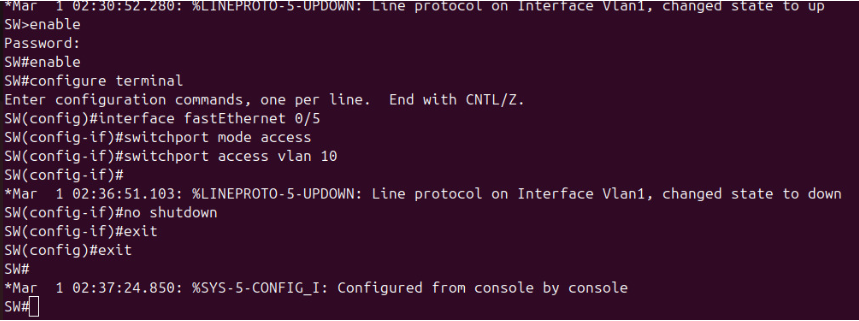 *Mar  1 02:30:52.280: %LINEPROTO-5-UPDOWN: Line protocol on Interface Vlan1, changed state to up
SW>enable
Password:
SW#enable
SW#configure terminal
Enter configuration commands, one per line.  End with CNTL/Z.
SW(config)#interface fastEthernet 0/5
SW(config-if)#switchport mode access
SW(config-if)#switchport access vlan 10
SW(config-if)#
*Mar  1 02:36:51.103: %LINEPROTO-5-UPDOWN: Line protocol on Interface Vlan1, changed state to down
SW(config-if)#no shutdown
SW(config-if)#exit
SW(config)#exit
SW#
*Mar  1 02:37:24.850: %SYS-5-CONFIG_I: Configured from console by console
SW#